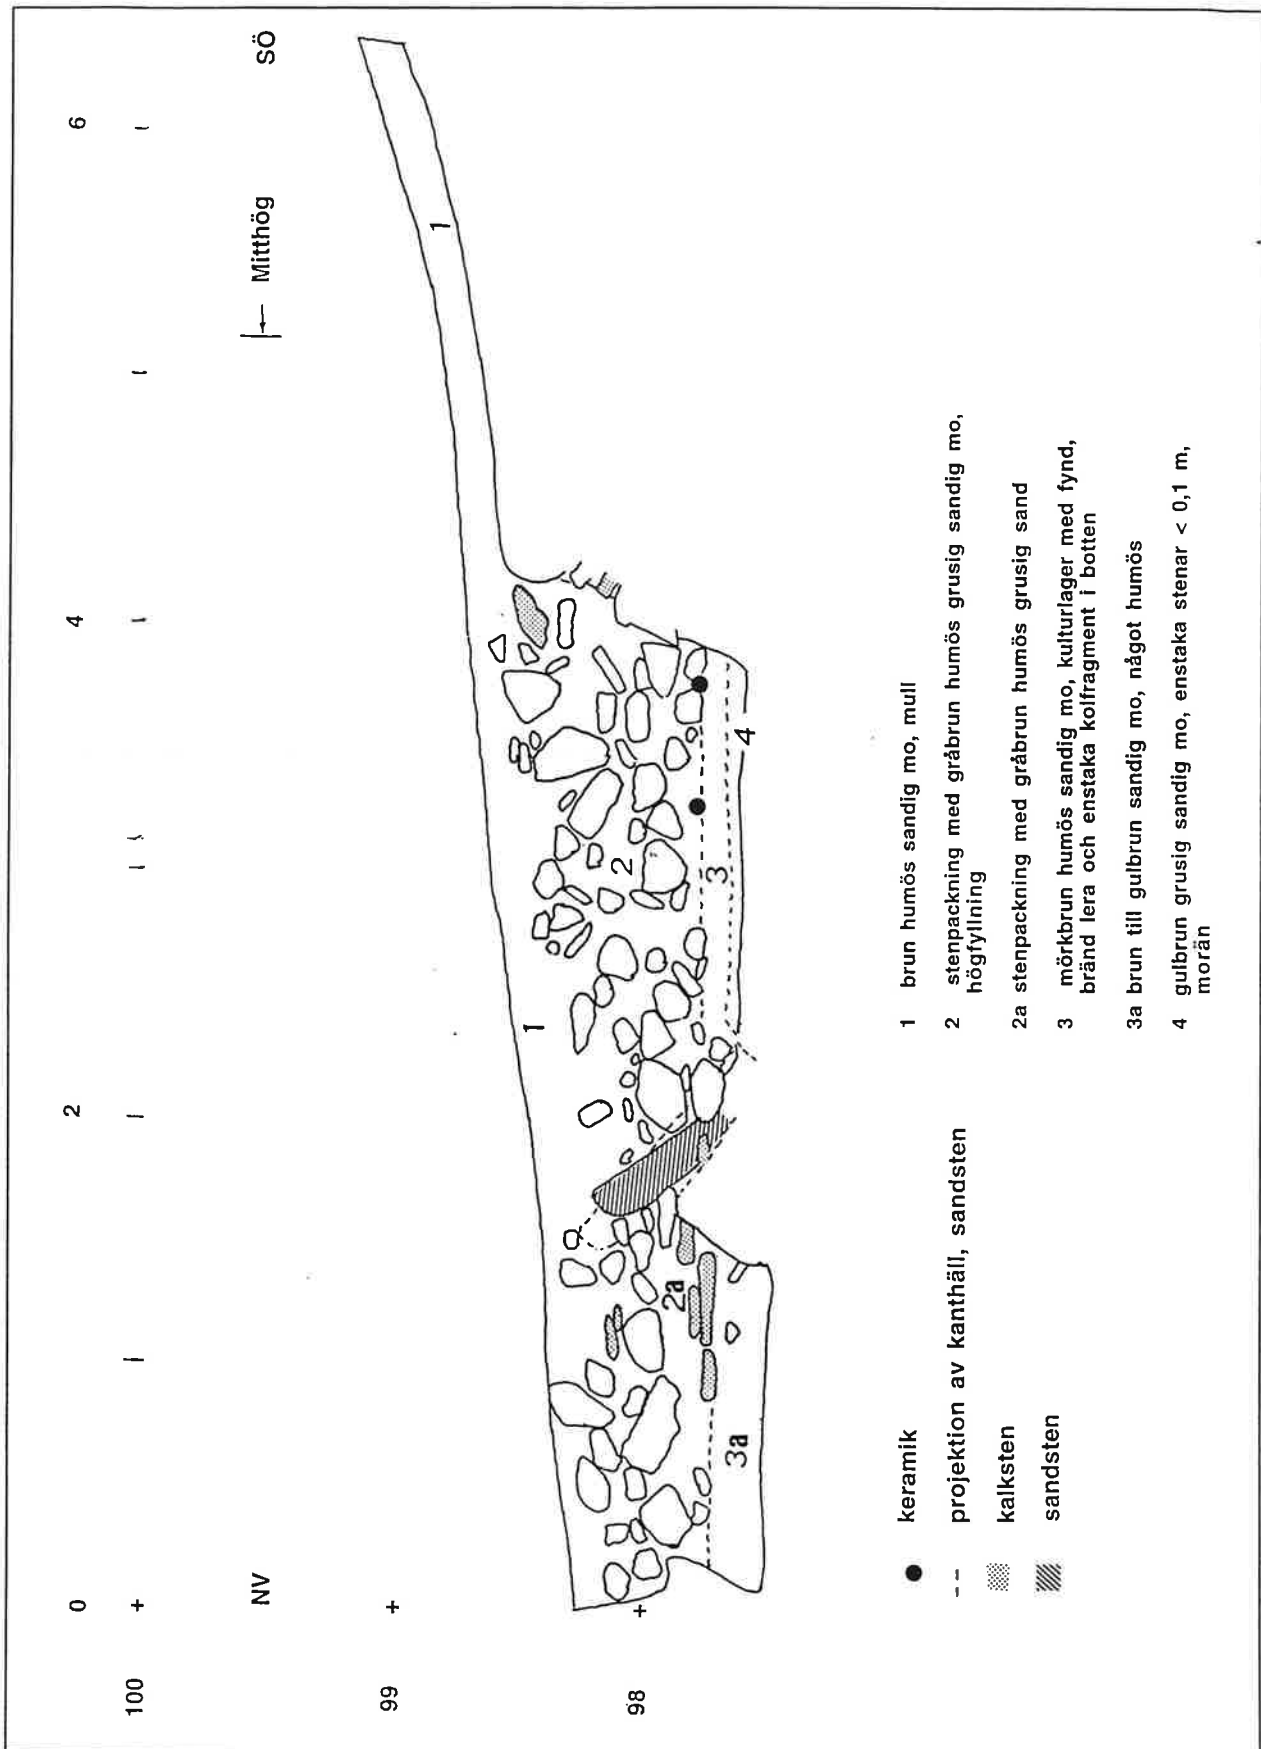 0
2
4
6
100
NV
Mitthög
SÖ
99
98
1
1
2
2a
3
3a
4
keramik
projektion av kanthäll, sandsten
kalksten
sandsten
1 brun humös sandig mo, mull
2 stenpackning med gråbrun humös grusig sandig mo,
högfyllning
2a stenpackning med gråbrun humös grusig sand
3 mörkbrun humös sandig mo, kulturlager med fynd,
bränd lera och enstaka kolfragment i botten
3a brun till gulbrun sandig mo, något humös
4 gulbrun grusig sandig mo, enstaka stenar < 0,1 m,
morän